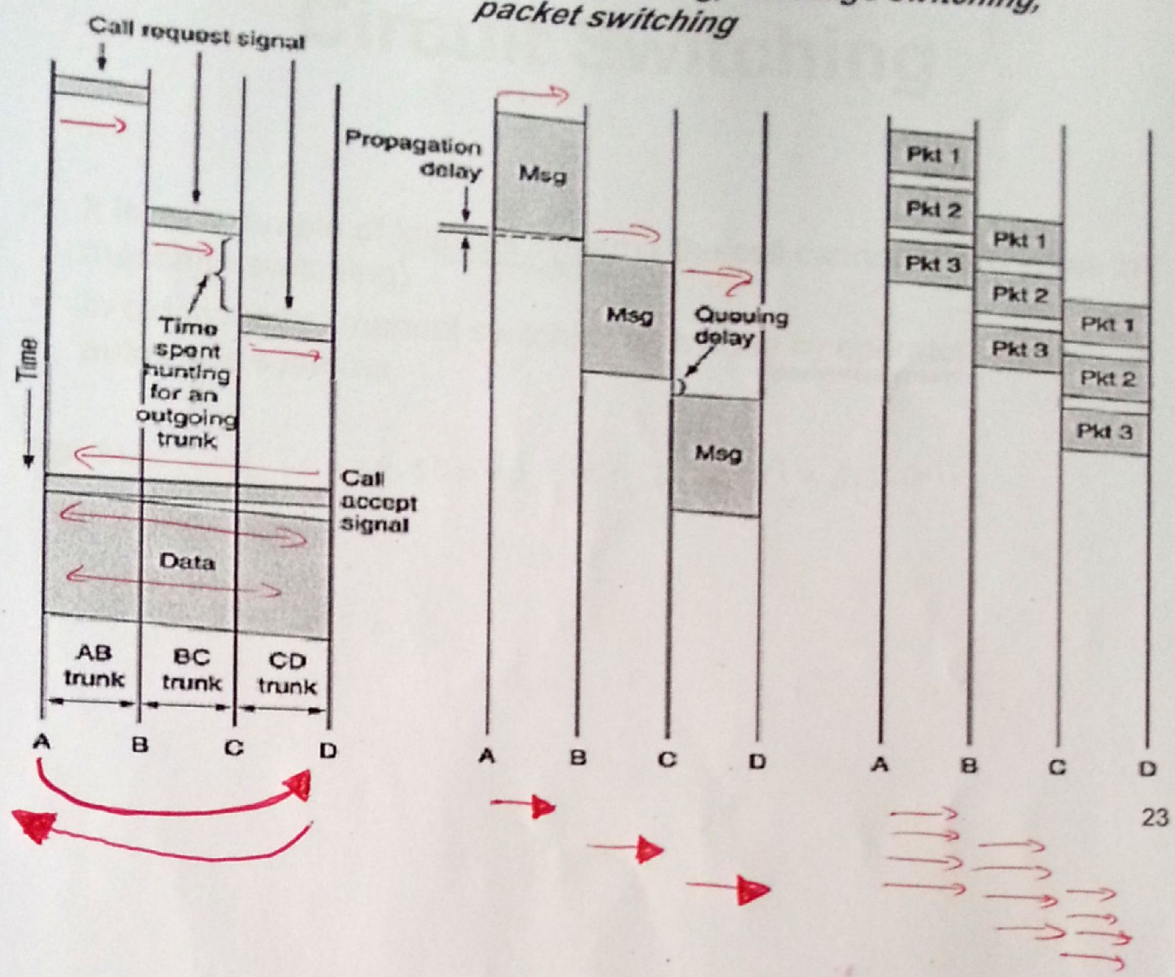 switching,
packet switching
Call request signal
Propagation
delay
Time
spent
hunting
for an
outgoing
trunk
Time
Call
accept
signal
Data
AB
trunk
BC
trunk
CD
trunk
A B C D
Msg
Msg
Queuing
delay
Msg
A B C D
Pkt 1
Pkt 2
Pkt 3
Pkt 1
Pkt 2
Pkt 3
Pkt 1
Pkt 2
Pkt 3
A B C D
23